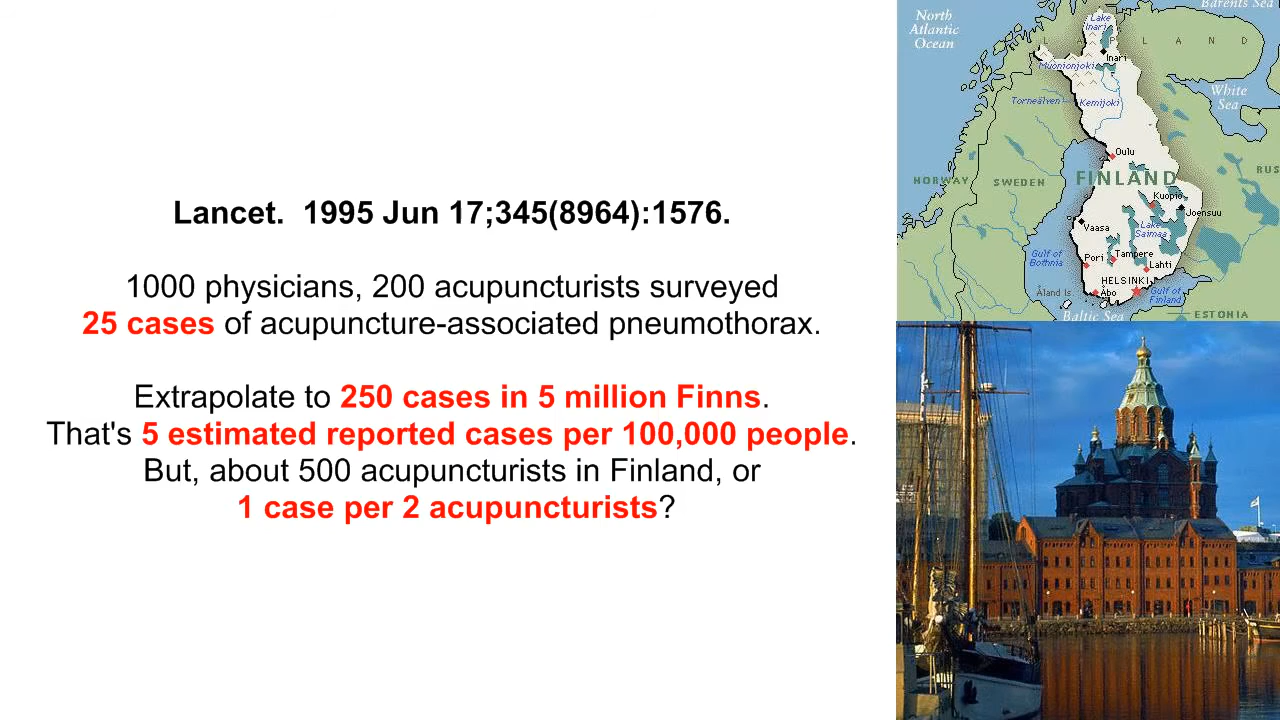 Lancet.  1995 Jun 17;345(8964):1576.
1000 physicians, 200 acupuncturists surveyed
25 cases of acupuncture-associated pneumothorax.
Extrapolate to 250 cases in 5 million Finns.
That's 5 estimated reported cases per 100,000 people.
But, about 500 acupuncturists in Finland, or
1 case per 2 acupuncturists?
Barents Sea
North
Atlantic
Ocean
Lake
Inari
L A P L A N D
Inari
Muonionjoki
White
Sea
Torneälven
Kemijoki
Oulu
NORWAY
SWEDEN
FINLAND
RUS
Kuopio
Joensuu
Vaasa
Lake
Saimaa
Gulf of
Bothnia
Pori
Tampere
Lahti
HELSINKI
Åland Is
Åbo
Gulf of
Finland
Baltic Sea
ESTONIA